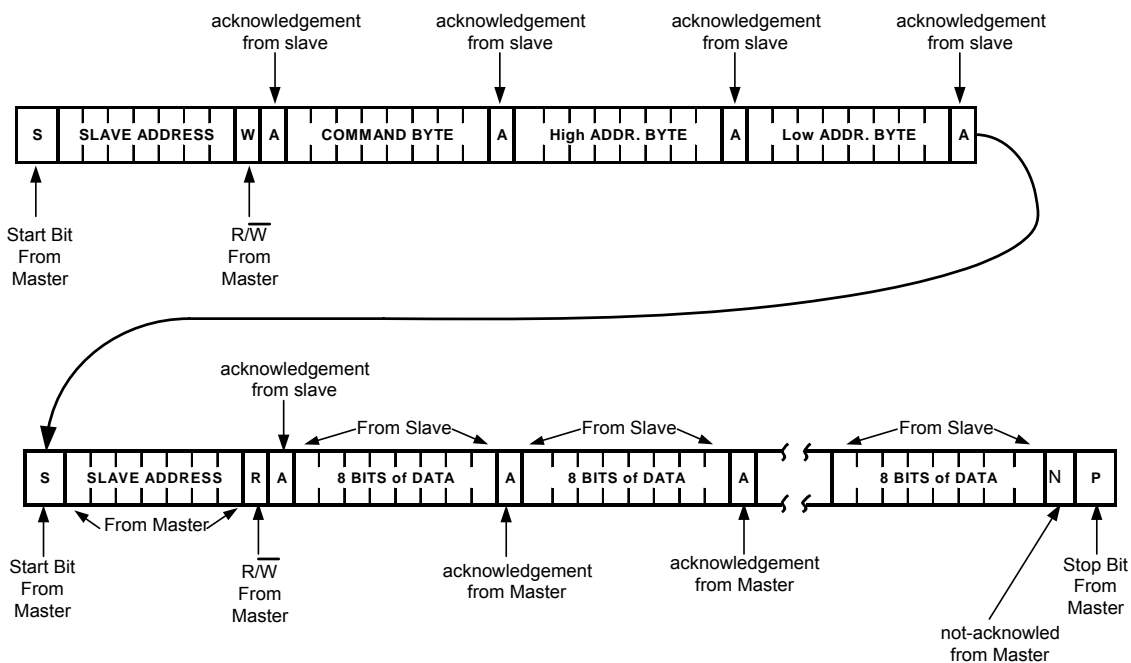 acknowledgement
from slave
acknowledgement
from slave
acknowledgement
from slave
acknowledgement
from slave
S SLAVE ADDRESS W A COMMAND BYTE A High ADDR. BYTE A Low ADDR. BYTE A
Start Bit
From
Master
R/W̅
From
Master
acknowledgement
from slave
From Slave
From Slave
From Slave
S SLAVE ADDRESS R A 8 BITS of DATA A 8 BITS of DATA A 8 BITS of DATA N P
From Master
Start Bit
From
Master
R/W̅
From
Master
acknowledgement
from Master
acknowledgement
from Master
Stop Bit
From
Master
not-acknowled
from Master